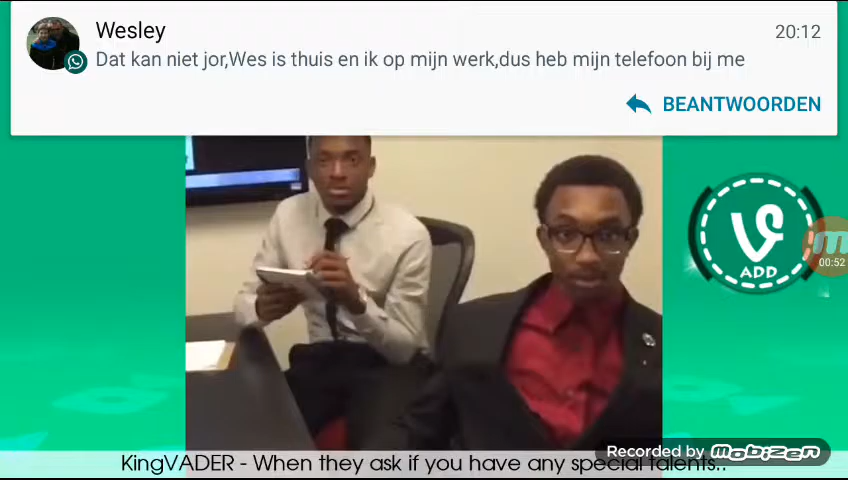 Wesley
20:12
Dat kan niet jor,Wes is thuis en ik op mijn werk,dus heb mijn telefoon bij me
BEANTWOORDEN
APP
00:52
Recorded by Mobizen
KingVADER - When they ask if you have any special talents..